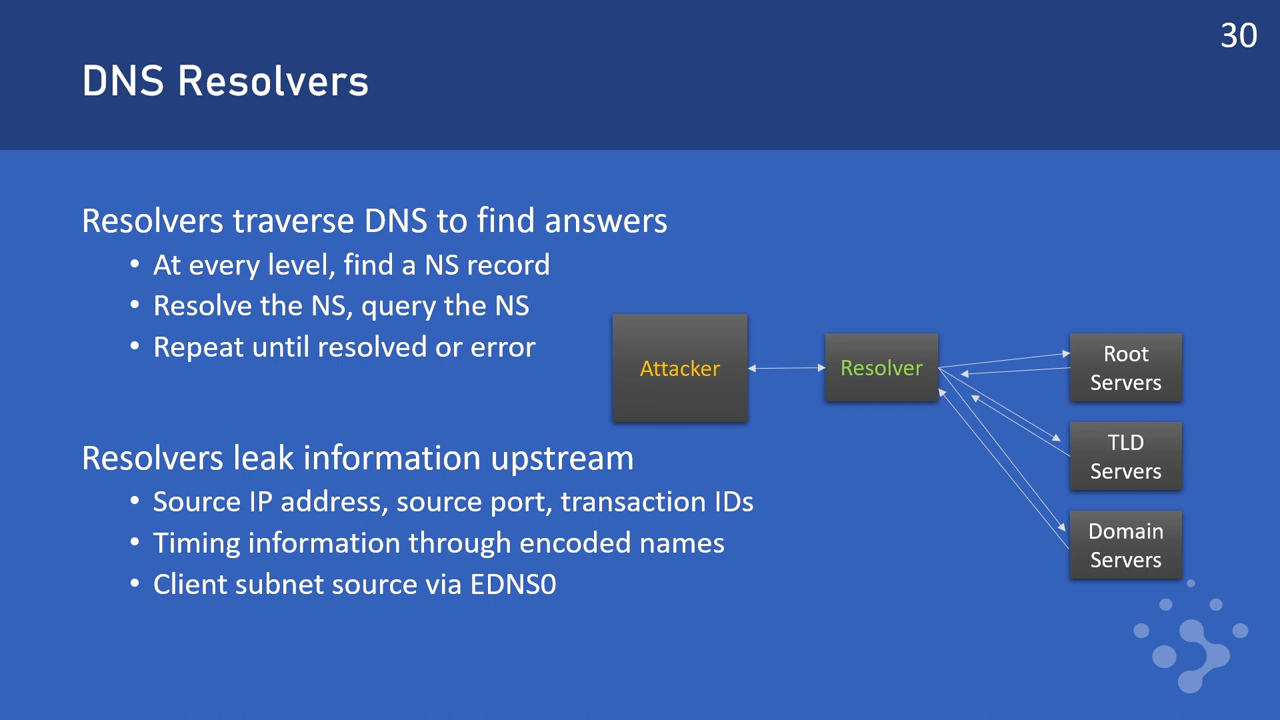 30
DNS Resolvers
Resolvers traverse DNS to find answers
• At every level, find a NS record
• Resolve the NS, query the NS
• Repeat until resolved or error
Attacker
Resolver
Root
Servers
TLD
Servers
Domain
Servers
Resolvers leak information upstream
• Source IP address, source port, transaction IDs
• Timing information through encoded names
• Client subnet source via EDNS0